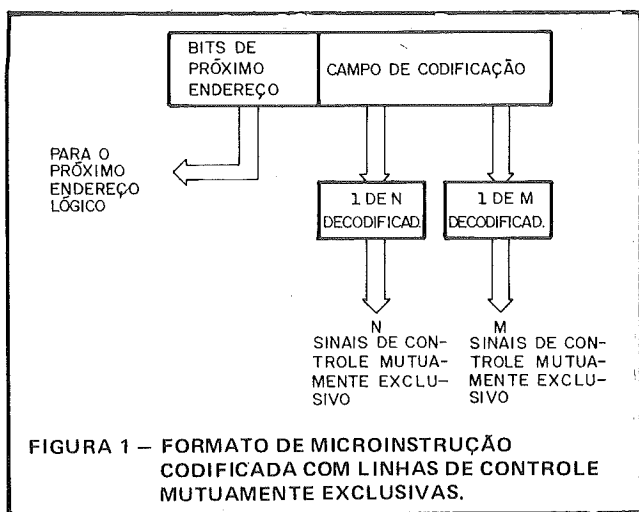 BITS DE
PRÓXIMO
ENDEREÇO
CAMPO DE CODIFICAÇÃO
PARA O
PRÓXIMO
ENDEREÇO
LÓGICO
1 DE N
DECODIFICAD.
1 DE M
DECODIFICAD.
N
SINAIS DE CON-
TROLE MUTUA-
MENTE EXCLU-
SIVO
M
SINAIS DE CON-
TROLE MUTUA-
MENTE EXCLU-
SIVO
FIGURA 1 — FORMATO DE MICROINSTRUÇÃO
CODIFICADA COM LINHAS DE CONTROLE
MUTUAMENTE EXCLUSIVAS.